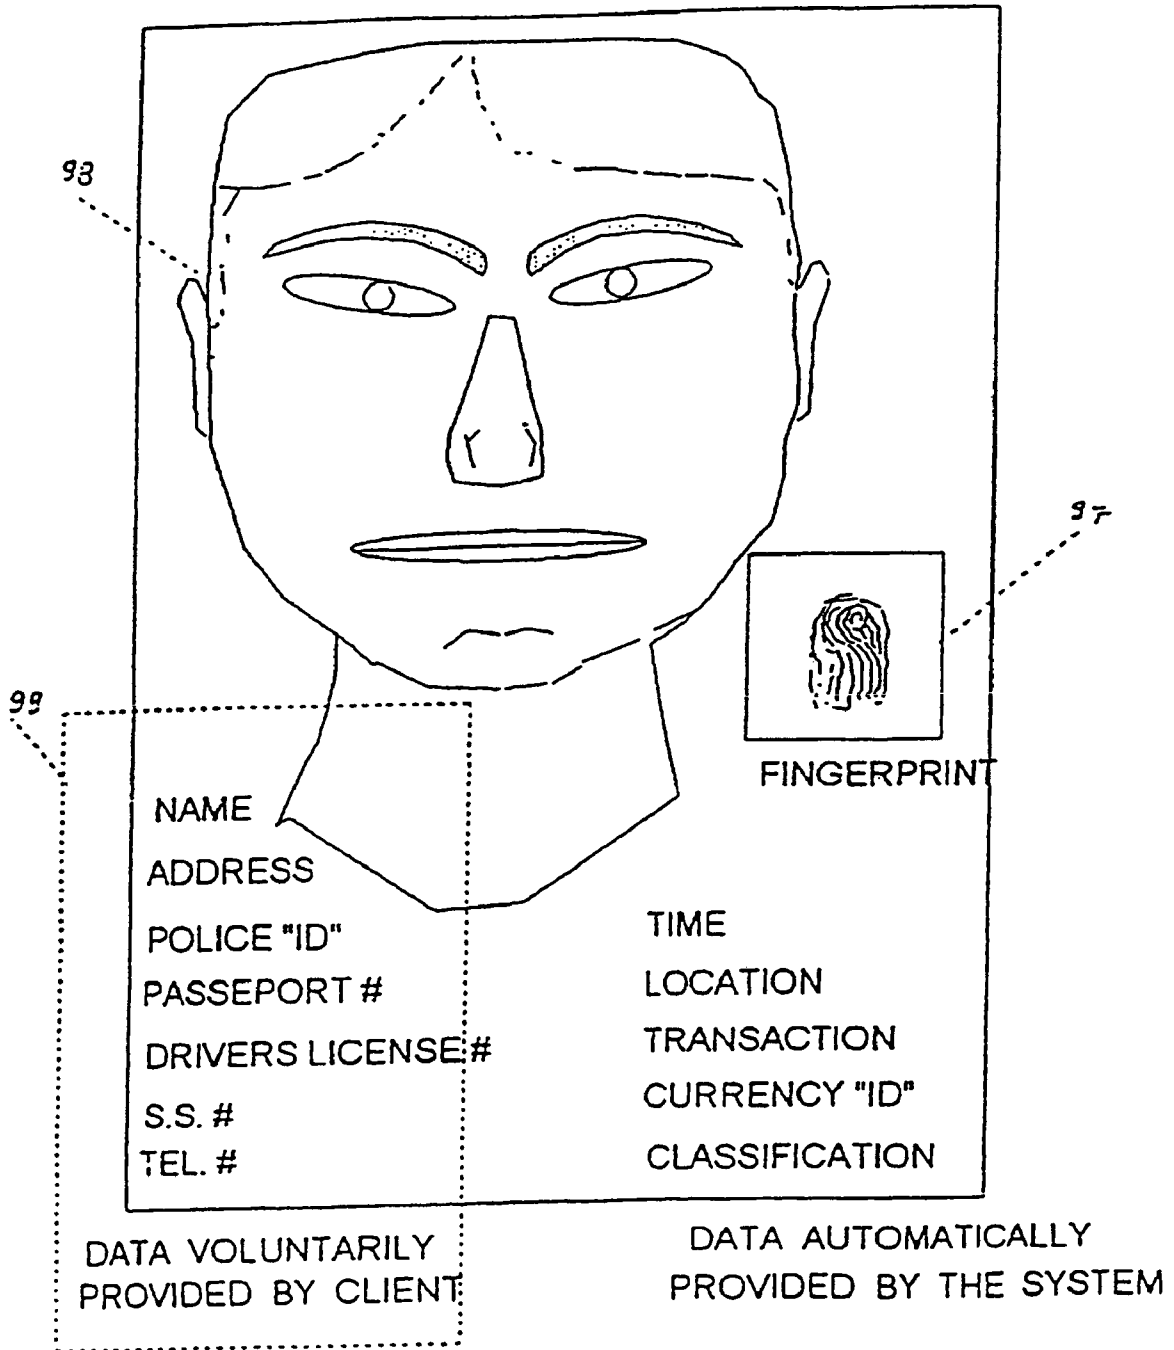 98
97
99
FINGERPRINT
NAME
ADDRESS
POLICE "ID"
PASSEPORT #
DRIVERS LICENSE #
S.S. #
TEL. #
TIME
LOCATION
TRANSACTION
CURRENCY "ID"
CLASSIFICATION
DATA VOLUNTARILY
PROVIDED BY CLIENT
DATA AUTOMATICALLY
PROVIDED BY THE SYSTEM